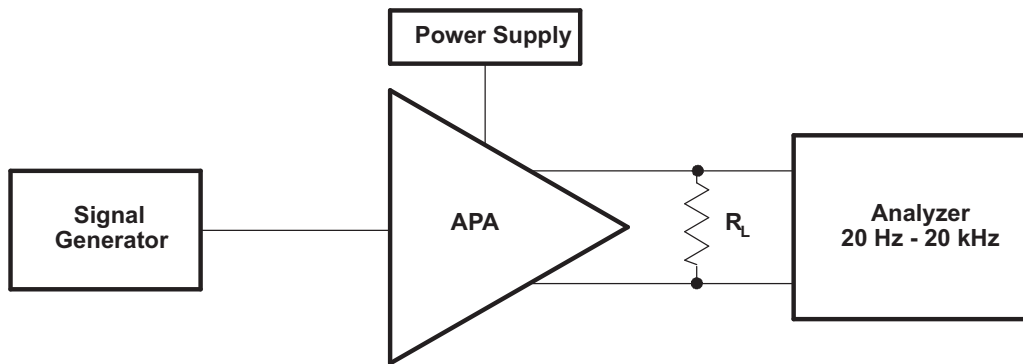 Power Supply
Signal
Generator
APA
RL
Analyzer
20 Hz - 20 kHz